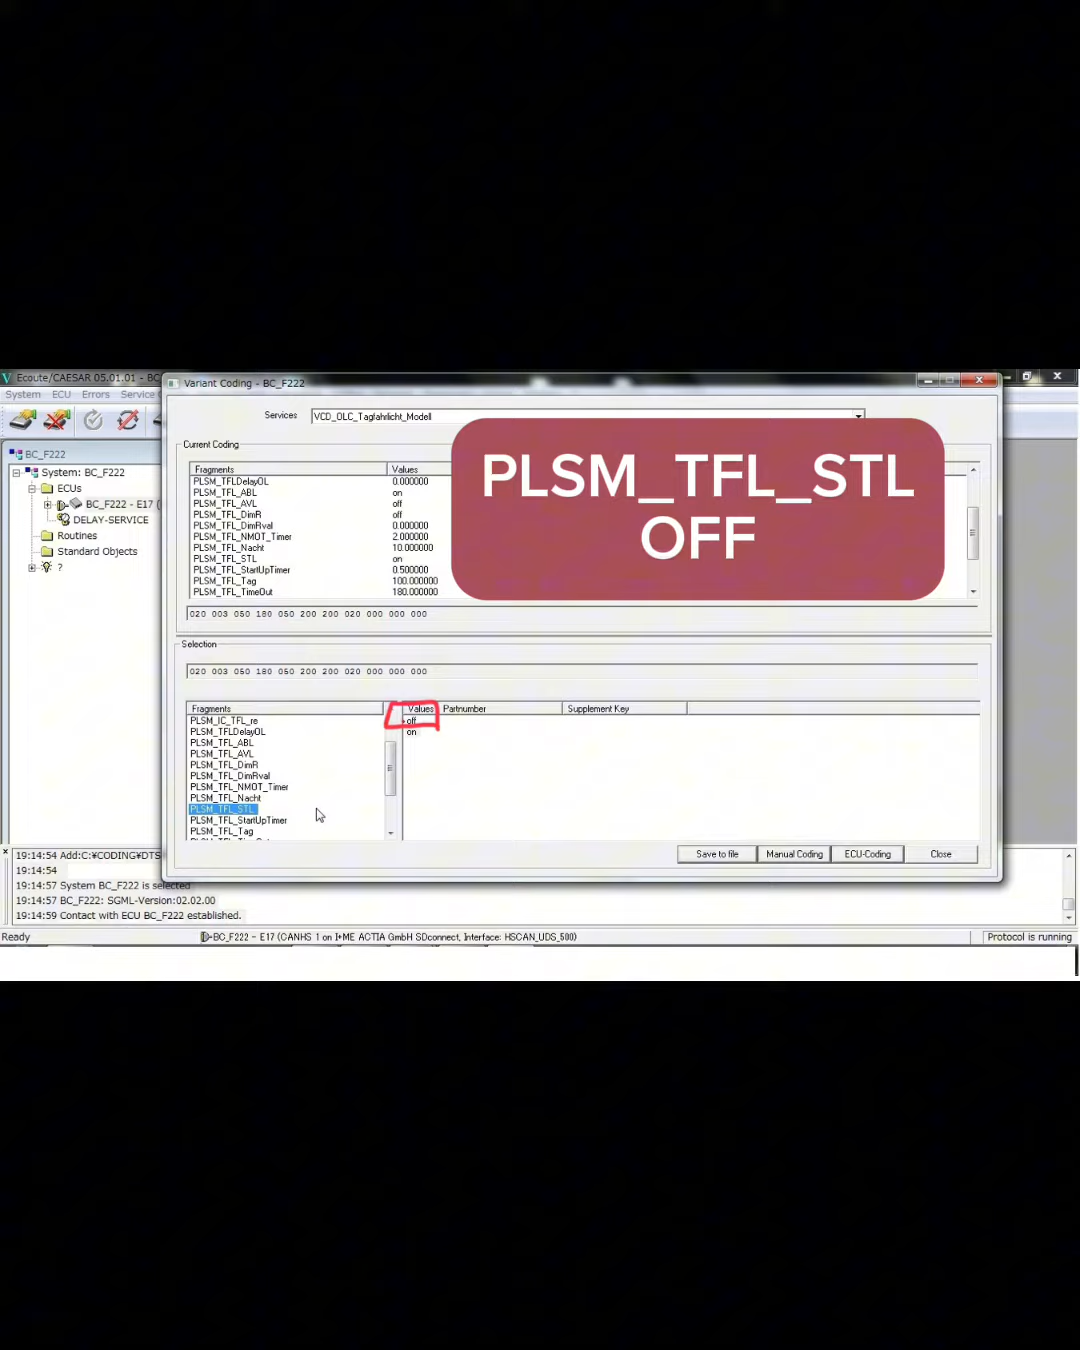 Ecoute/CAESAR 05.01.01 - BC
Variant Coding - BC_F222
System ECU Errors Service
Services VCD_OLC_Tagfahrlicht_Modell
Current Coding
PLSM_TFL_STL
OFF
BC_F222
System: BC_F222
ECUs
BC_F222 - E17 (
DELAY-SERVICE
Routines
Standard Objects
?
Fragments Values
PLSM_TFLDelayOL 0.000000
PLSM_TFL_ABL on
PLSM_TFL_AVL off
PLSM_TFL_DimR off
PLSM_TFL_DimRval 0.000000
PLSM_TFL_NMOT_Timer 2.000000
PLSM_TFL_Nacht 10.000000
PLSM_TFL_STL on
PLSM_TFL_StartUpTimer 0.500000
PLSM_TFL_Tag 100.000000
PLSM_TFL_TimeOut 180.000000
020 003 050 180 050 200 200 020 000 000 000
Selection
020 003 050 180 050 200 200 020 000 000 000
Fragments Values Partnumber Supplement Key
PLSM_IC_TFL_re off
PLSM_TFLDelayOL on
PLSM_TFL_ABL
PLSM_TFL_AVL
PLSM_TFL_DimR
PLSM_TFL_DimRval
PLSM_TFL_NMOT_Timer
PLSM_TFL_Nacht
PLSM_TFL_STL
PLSM_TFL_StartUpTimer
PLSM_TFL_Tag
Save to file Manual Coding ECU-Coding Close
19:14:54 Add:C:¥CODING¥DTS
19:14:54
19:14:57 System BC_F222 is selected
19:14:57 BC_F222: SGML-Version:02.02.00
19:14:59 Contact with ECU BC_F222 established.
Ready BC_F222 - E17 (CANHS 1 on I+ME ACTIA GmbH SDconnect, Interface: HSCAN_UDS_500) Protocol is running